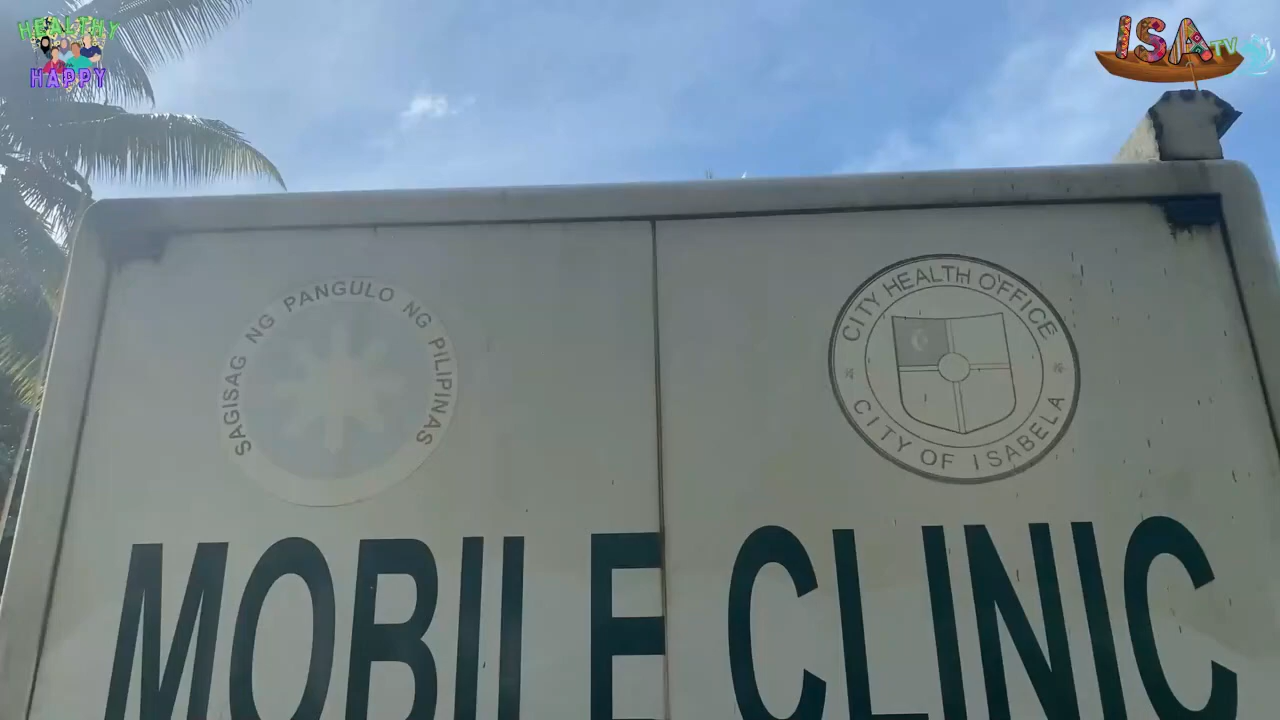 HEALTHY
HAPPY
ISA TV
SAGISAG NG PANGULO NG PILIPINAS
CITY HEALTH OFFICE
CITY OF ISABELA
MOBILE CLINIC